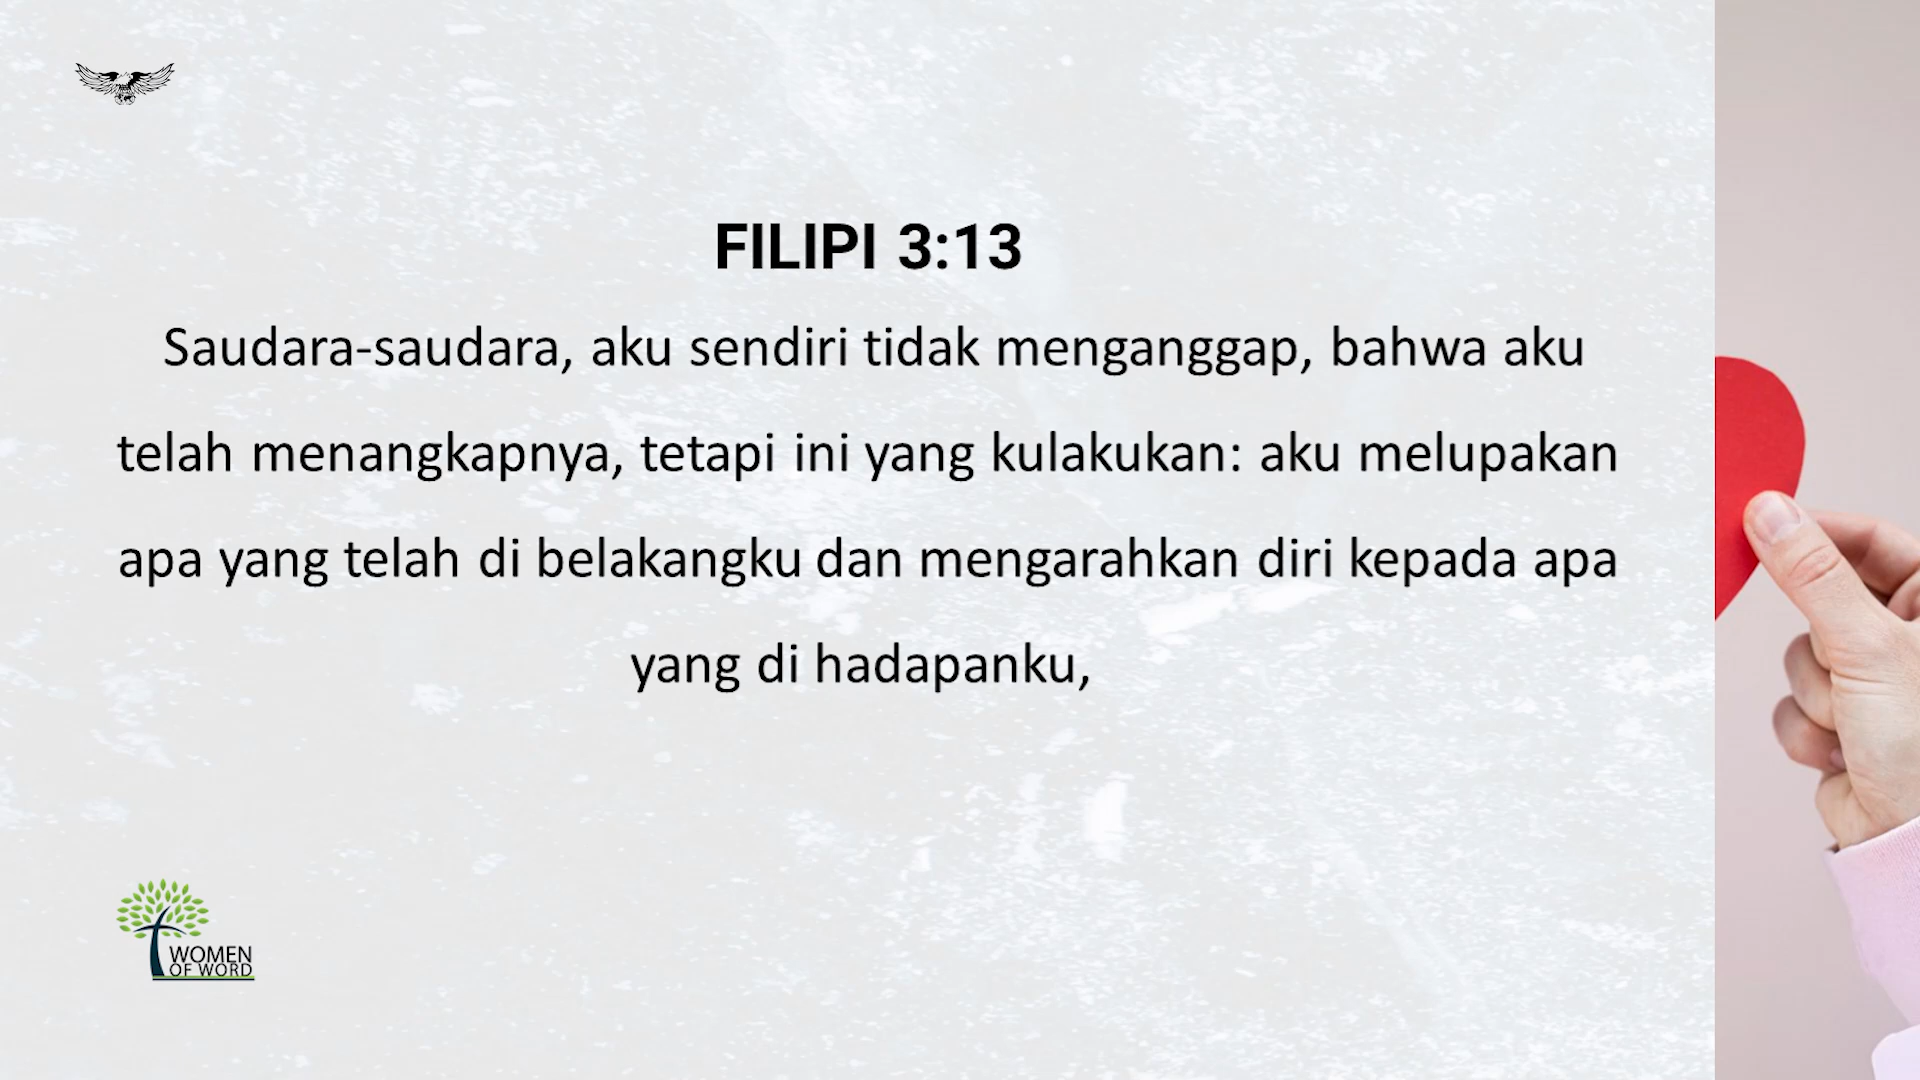 FILIPI 3:13
Saudara-saudara, aku sendiri tidak menganggap, bahwa aku
telah menangkapnya, tetapi ini yang kulakukan: aku melupakan
apa yang telah di belakangku dan mengarahkan diri kepada apa
yang di hadapanku,
WOMEN
OF WORD